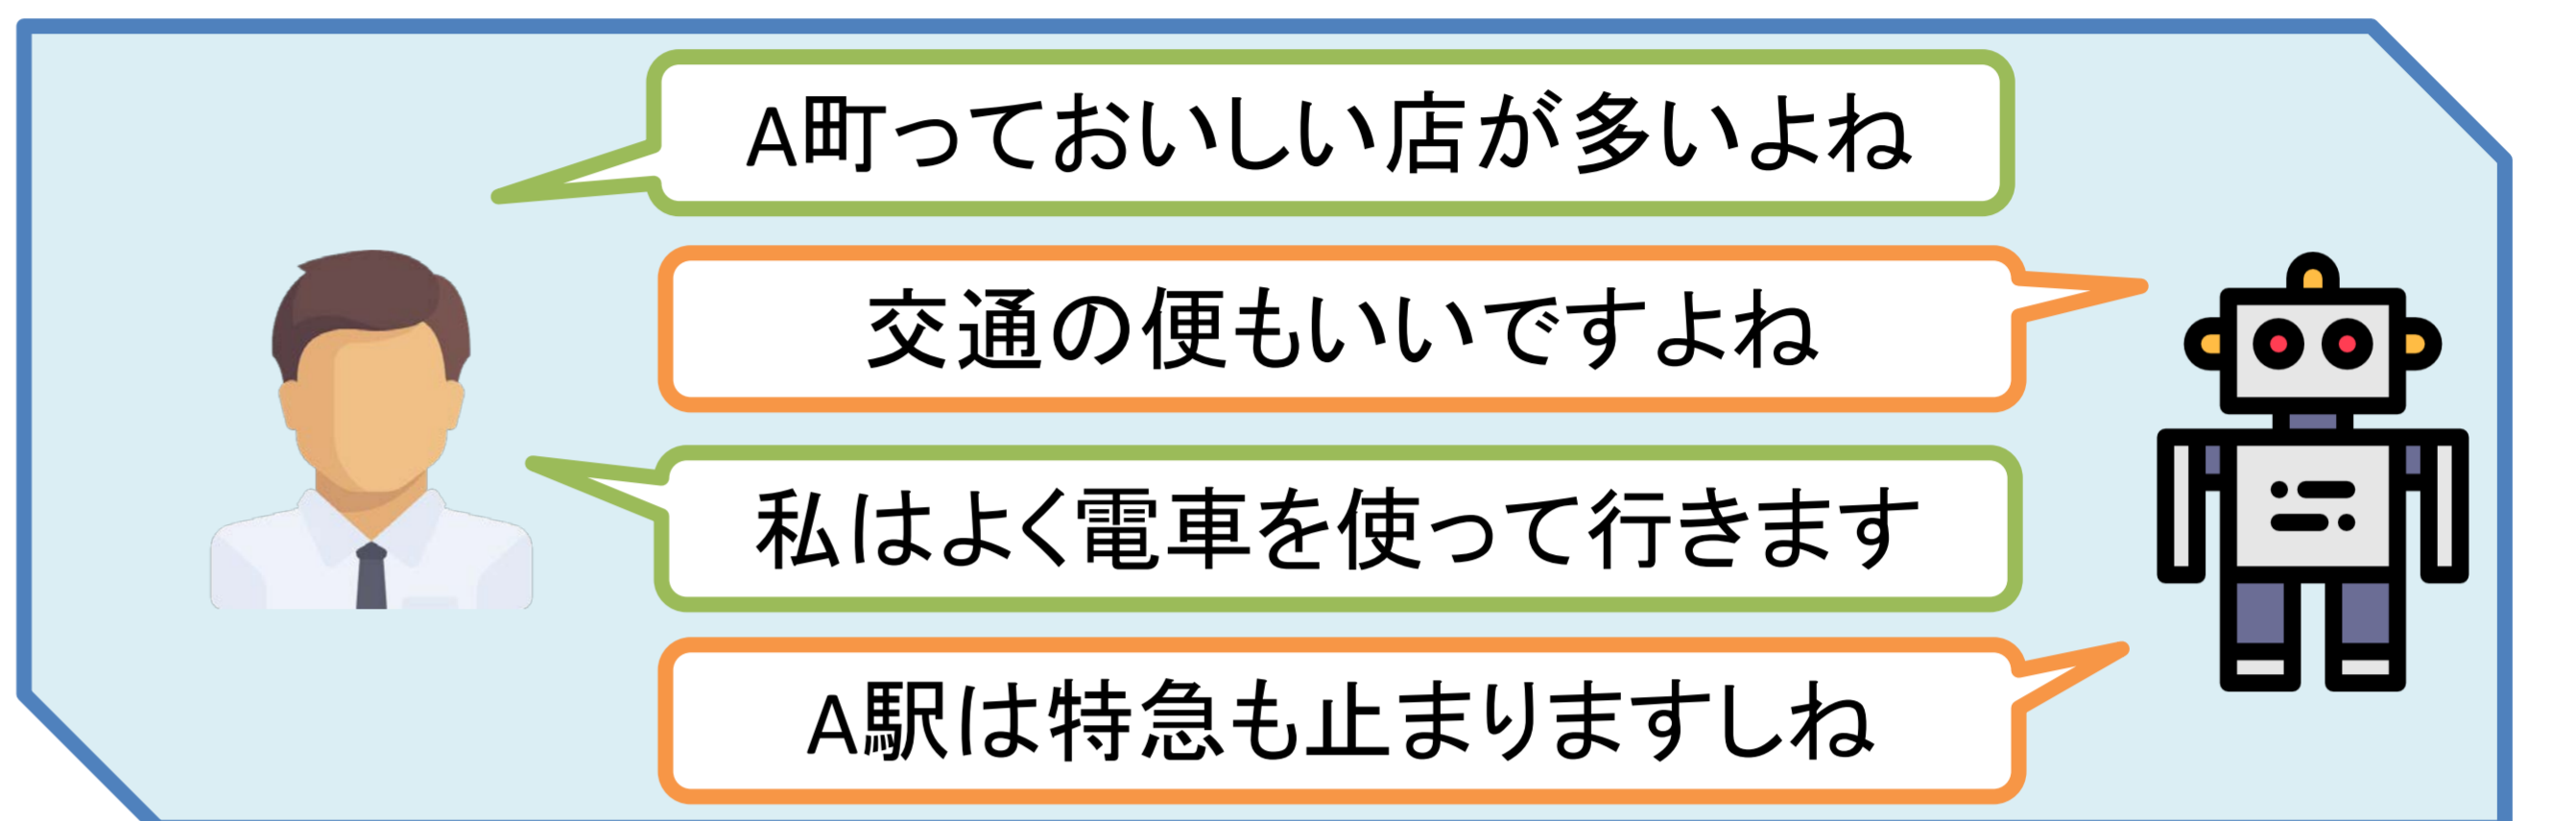 A町っておいしい店が多いよね
交通の便もいいですよね
私はよく電車を使って行きます
A駅は特急も止まりますしね